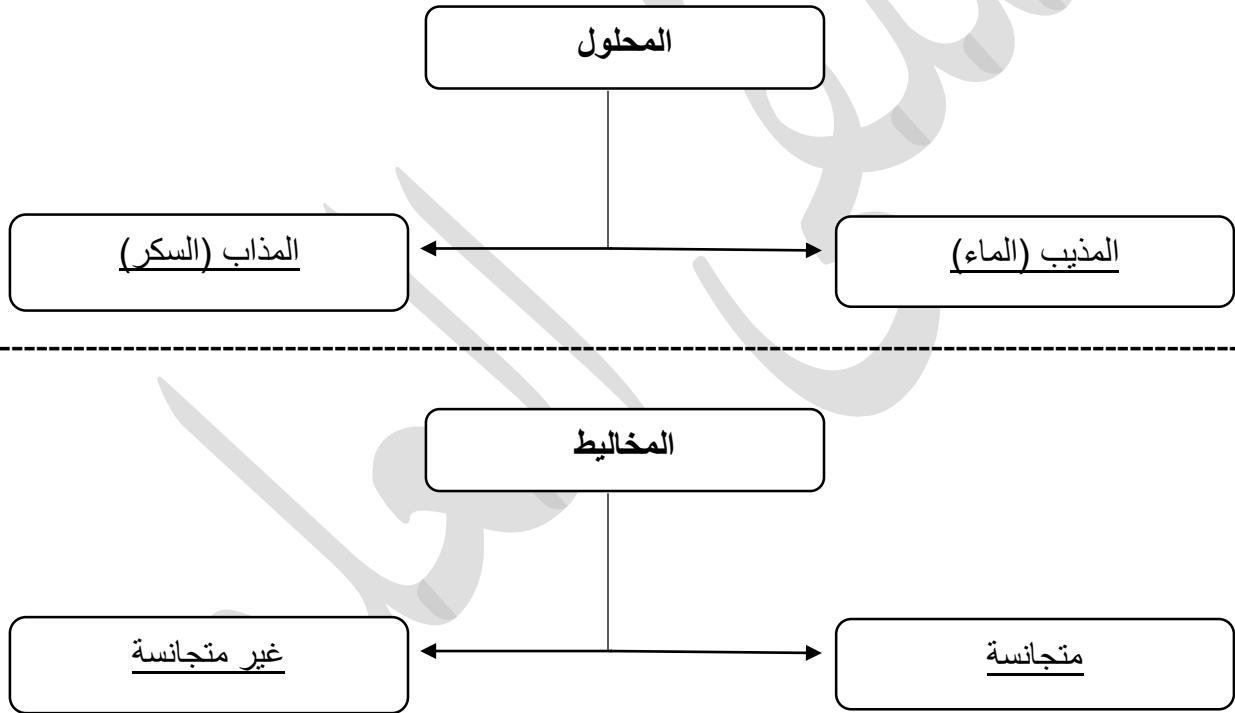 المحلول
المذيب (الماء)
المذاب (السكر)
المخاليط
متجانسة
غير متجانسة